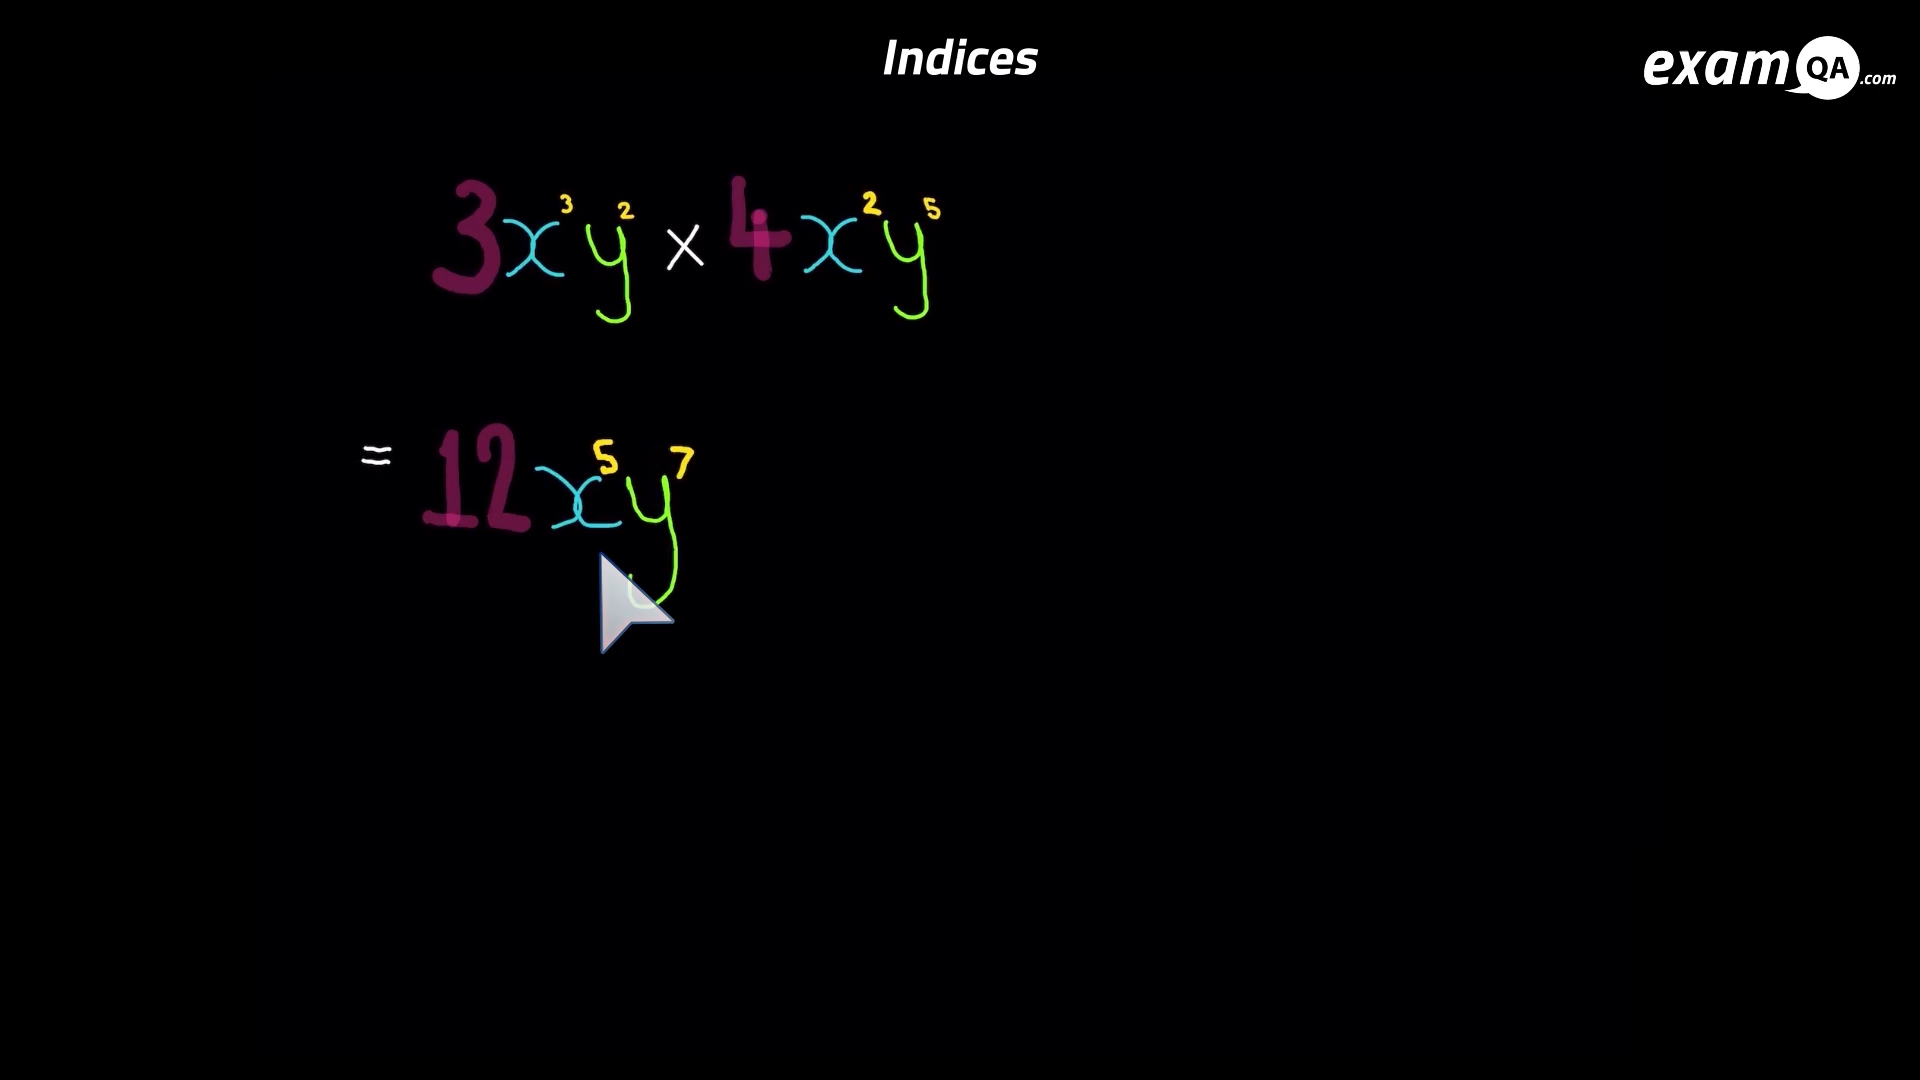 Indices
examQA.com
3x³y² × 4x²y⁵
= 12x⁵y⁷